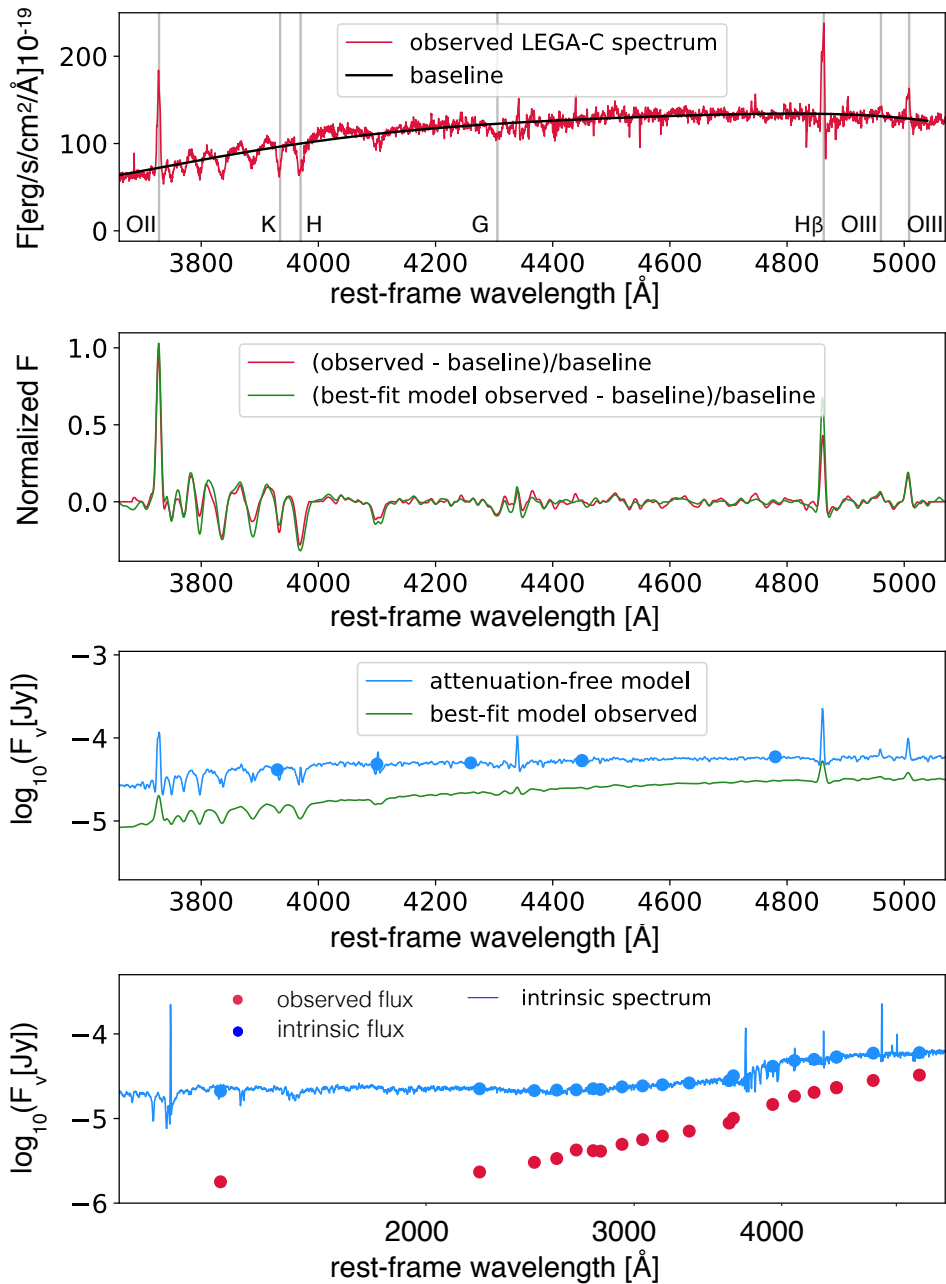 observed LEGA-C spectrum
baseline
F[erg/s/cm²/Å]10⁻¹⁹
200
100
0
OII K H G Hβ OIII OIII
3800 4000 4200 4400 4600 4800 5000
rest-frame wavelength [Å]
(observed - baseline)/baseline
(best-fit model observed - baseline)/baseline
Normalized F
1.0
0.5
0.0
3800 4000 4200 4400 4600 4800 5000
rest-frame wavelength [A]
attenuation-free model
best-fit model observed
log₁₀(F_v[Jy])
−3
−4
−5
3800 4000 4200 4400 4600 4800 5000
rest-frame wavelength [Å]
observed flux
intrinsic spectrum
intrinsic flux
log₁₀(F_v[Jy])
−4
−5
−6
2000 3000 4000
rest-frame wavelength [Å]